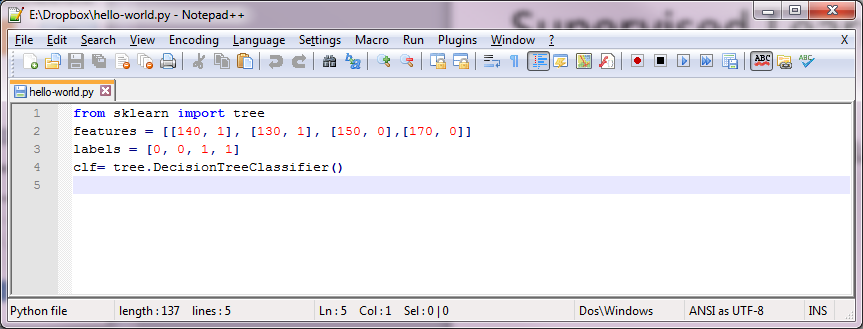 E:\Dropbox\hello-world.py - Notepad++
File Edit Search View Encoding Language Settings Macro Run Plugins Window ? X
hello-world.py
1 from sklearn import tree
2 features = [[140, 1], [130, 1], [150, 0],[170, 0]]
3 labels = [0, 0, 1, 1]
4 clf= tree.DecisionTreeClassifier()
5
Python file length : 137 lines : 5 Ln : 5 Col : 1 Sel : 0 | 0 Dos\Windows ANSI as UTF-8 INS